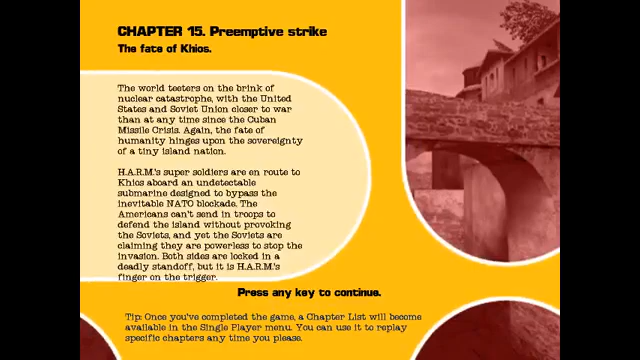 CHAPTER 15. Preemptive strike
The fate of Khios.
The world teeters on the brink of
nuclear catastrophe, with the United
States and Soviet Union closer to war
than at any time since the Cuban
Missile Crisis. Again, the fate of
humanity hinges upon the sovereignty
of a tiny island nation.
H.A.R.M.'s super soldiers are en route to
Khios aboard an undetectable
submarine designed to bypass the
inevitable NATO blockade. The
Americans can't send in troops to
defend the island without provoking
the Soviets, and yet the Soviets are
claiming they are powerless to stop the
invasion. Both sides are locked in a
deadly standoff, but it is H.A.R.M.'s
finger on the trigger.
Press any key to continue.
Tip: Once you've completed the game, a Chapter List will become
available in the Single Player menu. You can use it to replay
specific chapters any time you please.